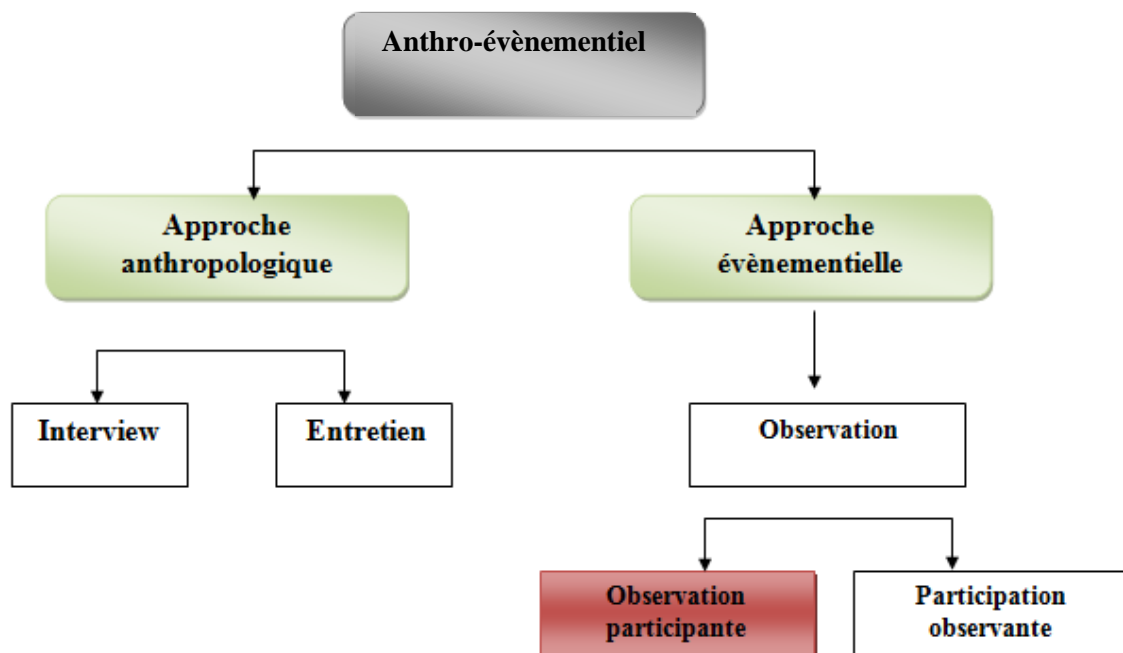 Anthro-évènementiel
Approche
anthropologique
Approche
évènementielle
Interview
Entretien
Observation
Observation
participante
Participation
observante